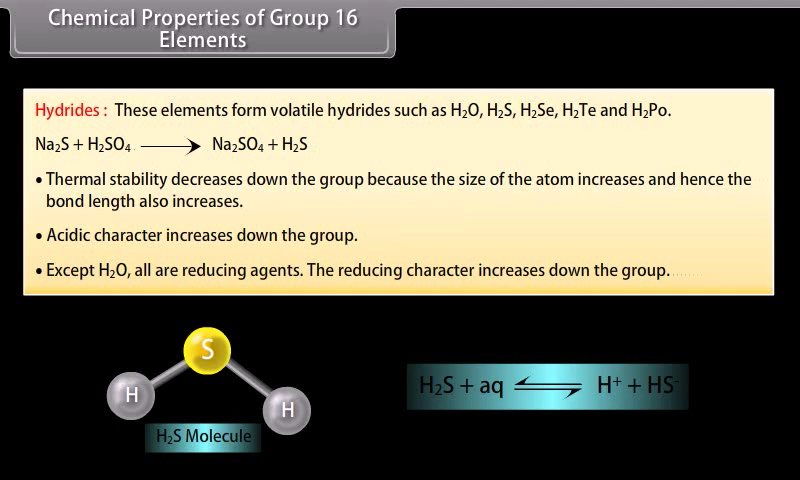 Chemical Properties of Group 16
Elements
Hydrides : These elements form volatile hydrides such as H₂O, H₂S, H₂Se, H₂Te and H₂Po.
Na₂S + H₂SO₄ ⟶ Na₂SO₄ + H₂S
• Thermal stability decreases down the group because the size of the atom increases and hence the
bond length also increases.
• Acidic character increases down the group.
• Except H₂O, all are reducing agents. The reducing character increases down the group.
S
H
H
H₂S Molecule
H₂S + aq ⇌ H⁺ + HS⁻